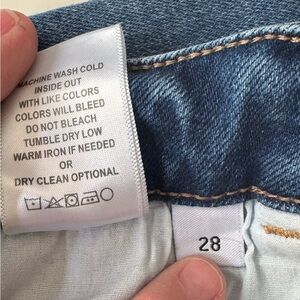 MACHINE WASH COLD
INSIDE OUT
WITH LIKE COLORS
COLORS WILL BLEED
DO NOT BLEACH
TUMBLE DRY LOW
WARM IRON IF NEEDED
OR
DRY CLEAN OPTIONAL
28